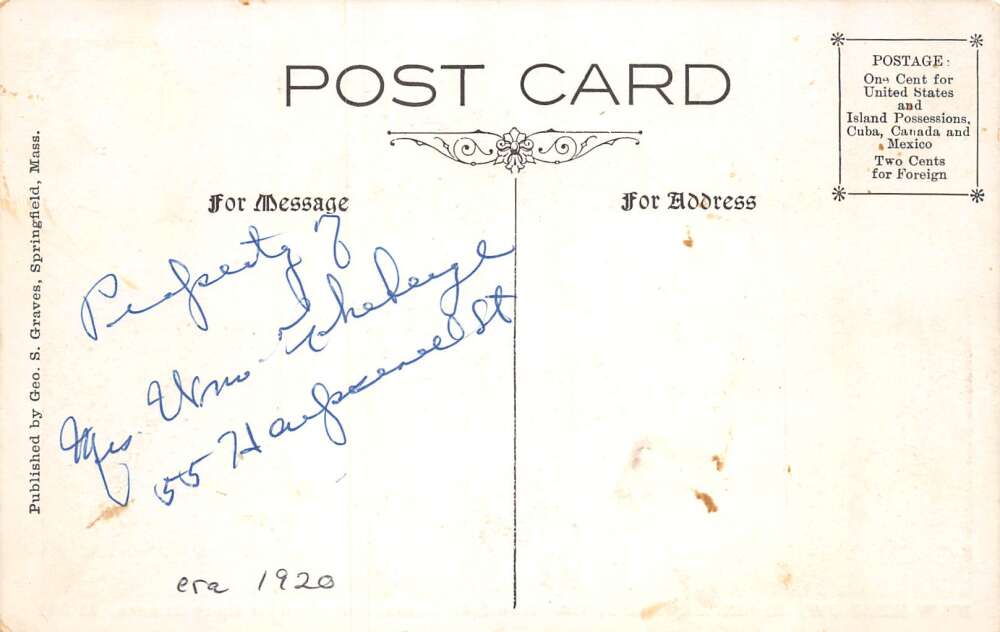 POST CARD
POSTAGE:
One Cent for
United States
and
Island Possessions,
Cuba, Canada and
Mexico
Two Cents
for Foreign
For Message
For Address
Property of
Mrs.
55 St
era 1920
Published by Geo. S. Graves, Springfield, Mass.